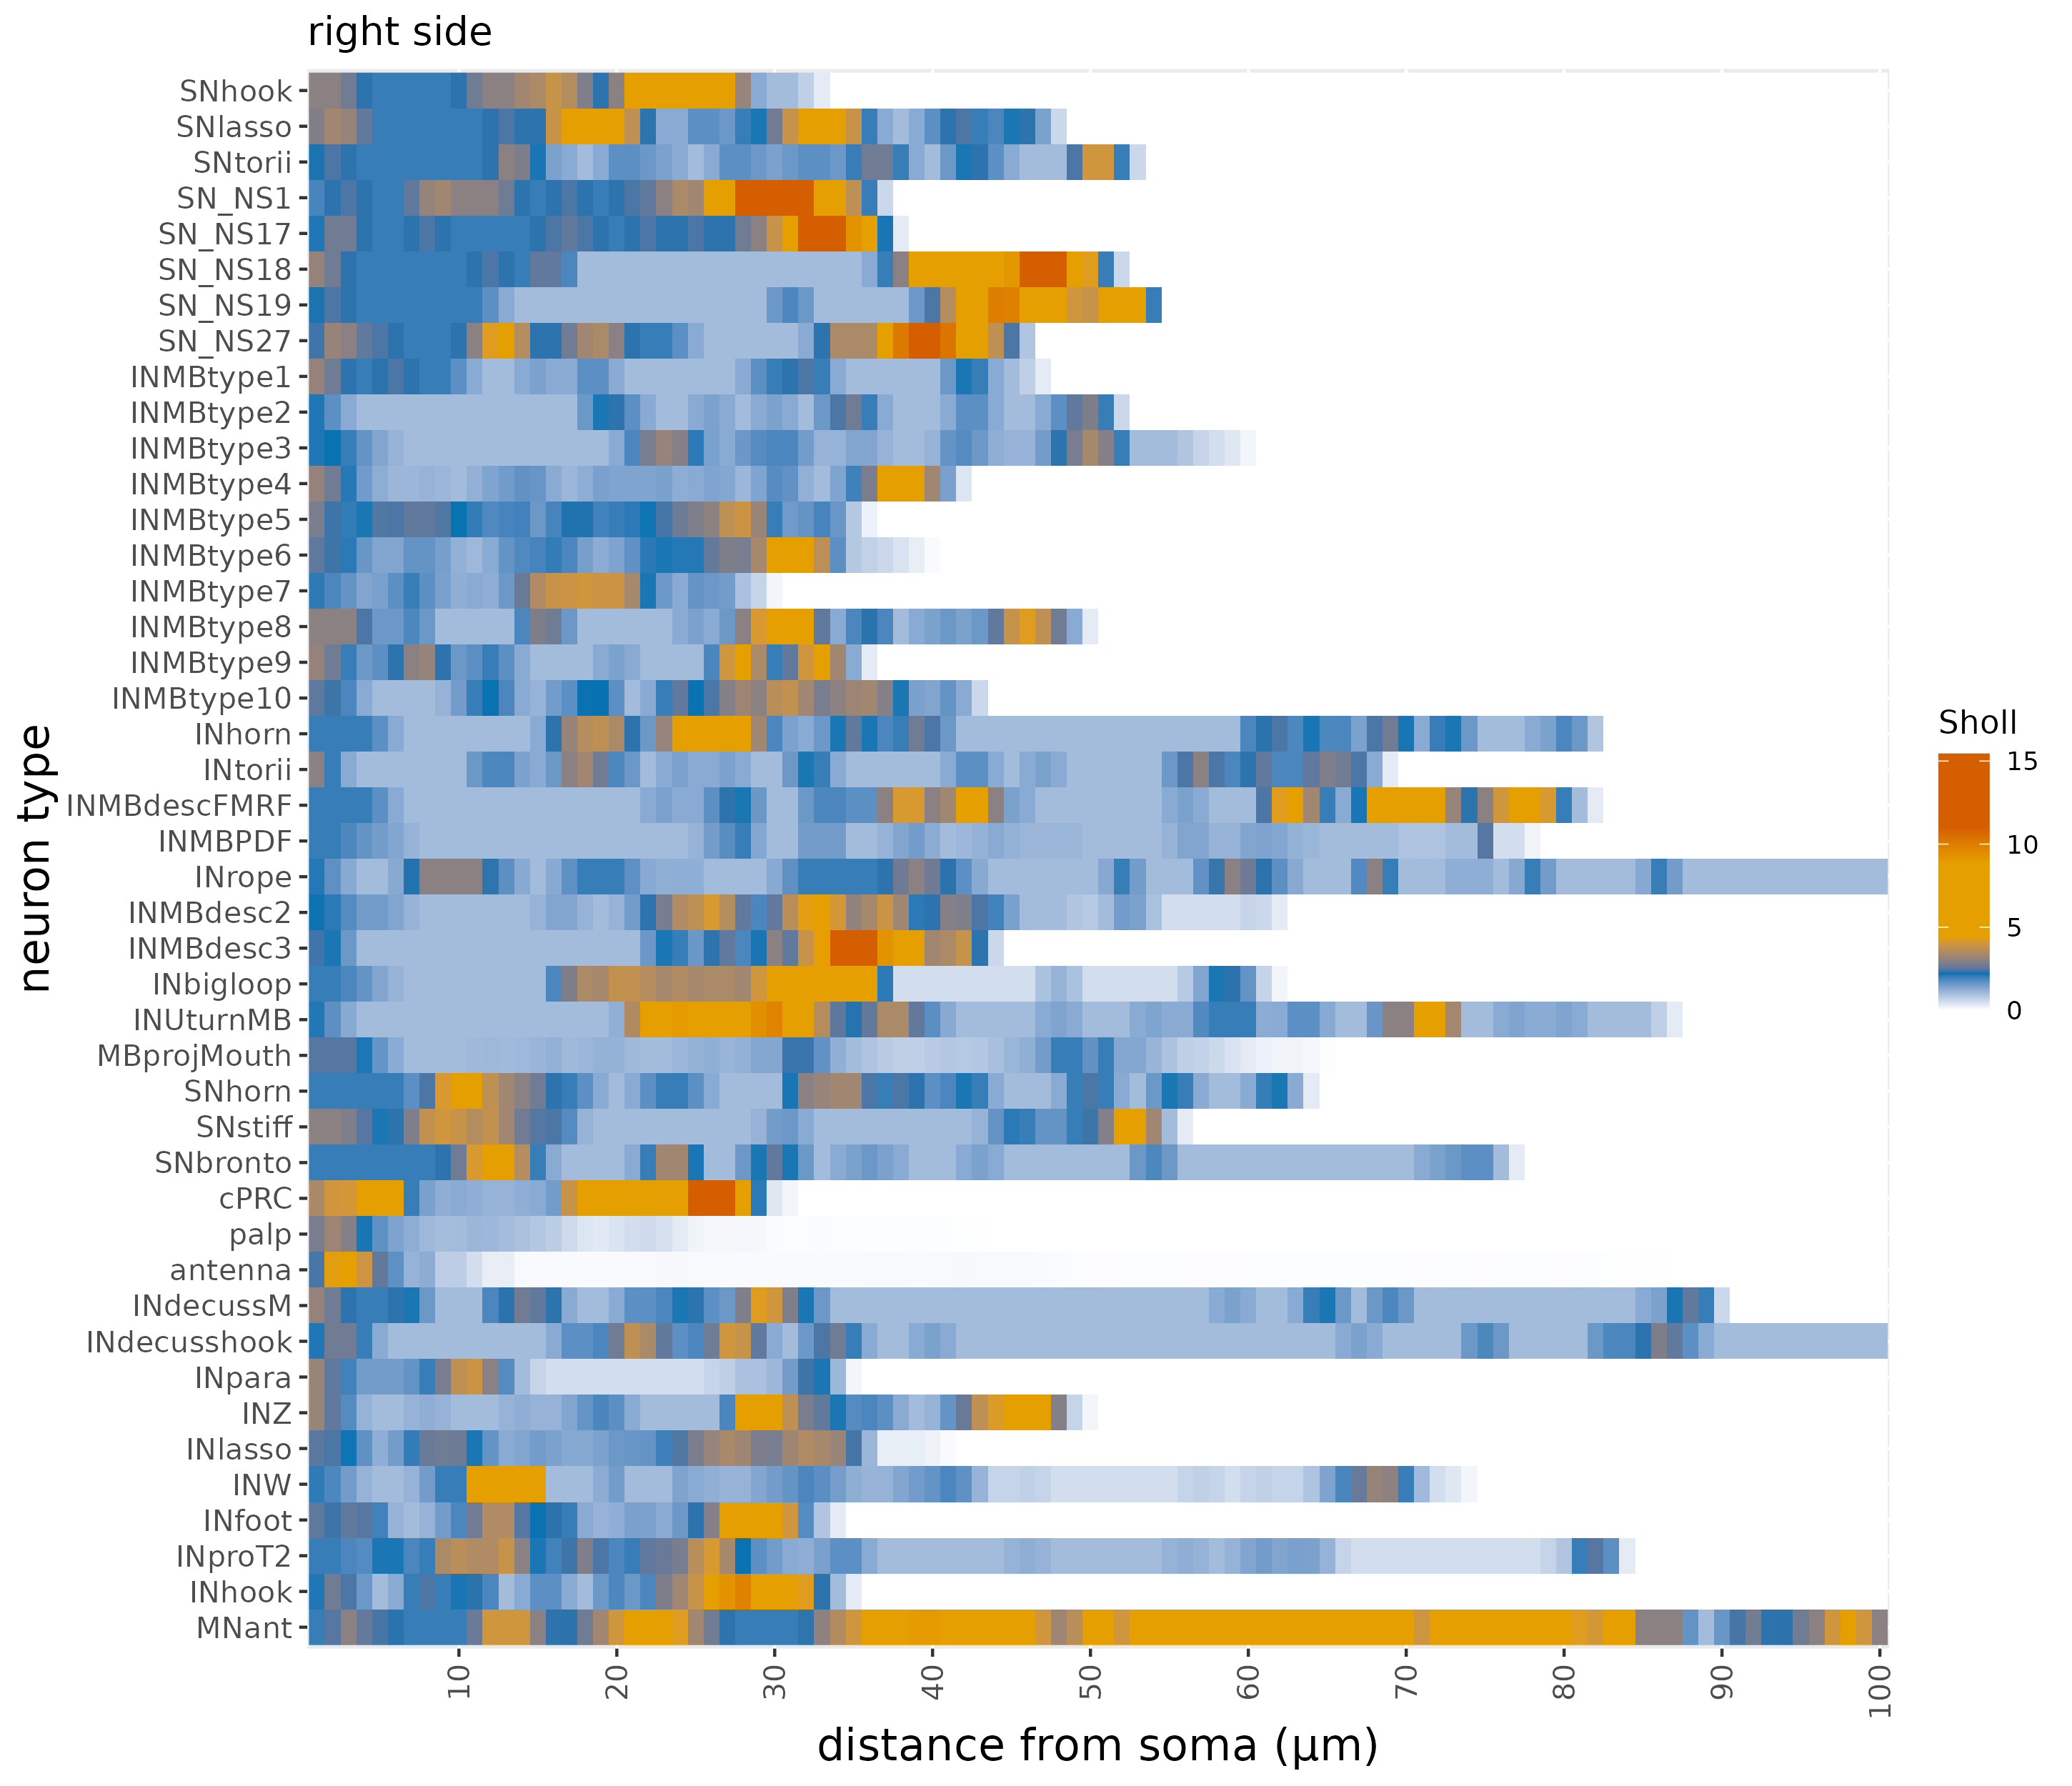 right side
SNhook
SNlasso
SNtorii
SN_NS1
SN_NS17
SN_NS18
SN_NS19
SN_NS27
INMBtype1
INMBtype2
INMBtype3
INMBtype4
INMBtype5
INMBtype6
INMBtype7
INMBtype8
INMBtype9
INMBtype10
INhorn
INtorii
INMBdescFMRF
INMBPDF
INrope
INMBdesc2
INMBdesc3
INbigloop
INUturnMB
MBprojMouth
SNhorn
SNstiff
SNbronto
cPRC
palp
antenna
INdecussM
INdecusshook
INpara
INZ
INlasso
INW
INfoot
INproT2
INhook
MNant
neuron type
10
20
30
40
50
60
70
80
90
100
distance from soma (μm)
Sholl
15
10
5
0